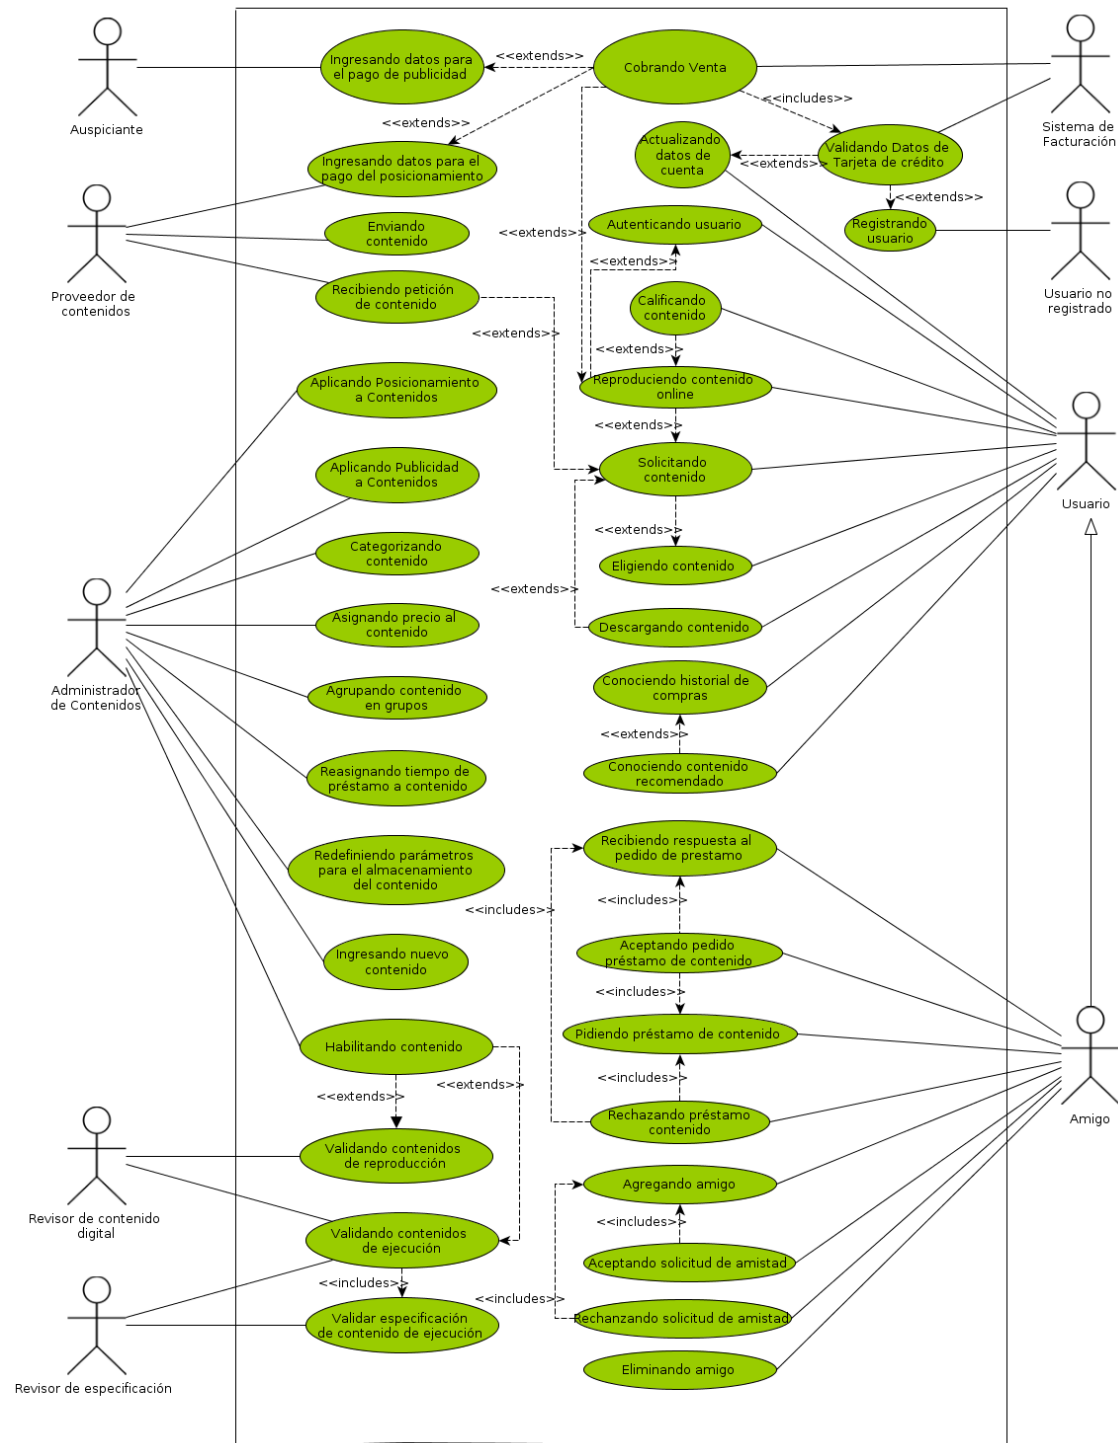 Auspiciante
Ingresando datos para
el pago de publicidad
<<extends>>
Cobrando Venta
<<extends>>
<<includes>>
Sistema de
Facturación
Ingresando datos para el
pago del posicionamiento
Actualizando
datos de
cuenta
<<extends>>
Validando Datos de
Tarjeta de crédito
<<extends>>
Registrando
usuario
Usuario no
registrado
Proveedor de
contenidos
Enviando
contenido
<<extends>>
Autenticando usuario
<<extends>>
Recibiendo petición
de contenido
<<extends>>
Calificando
contenido
<<extends>>
Reproduciendo contenido
online
<<extends>>
Aplicando Posicionamiento
a Contenidos
Solicitando
contenido
Usuario
Aplicando Publicidad
a Contenidos
<<extends>>
Categorizando
contenido
Eligiendo contenido
<<extends>>
Administrador
de Contenidos
Asignando precio al
contenido
Descargando contenido
Agrupando contenido
en grupos
Conociendo historial de
compras
<<extends>>
Reasignando tiempo de
préstamo a contenido
Conociendo contenido
recomendado
Redefiniendo parámetros
para el almacenamiento
del contenido
Recibiendo respuesta al
pedido de prestamo
<<includes>>
<<includes>>
Ingresando nuevo
contenido
Aceptando pedido
préstamo de contenido
<<includes>>
Habilitando contenido
Pidiendo préstamo de contenido
<<extends>>
<<extends>>
<<includes>>
Rechazando préstamo
contenido
Amigo
Validando contenidos
de reproducción
Revisor de contenido
digital
Agregando amigo
<<includes>>
Validando contenidos
de ejecución
Aceptando solicitud de amistad
<<includes>>
<<includes>>
Validar especificación
de contenido de ejecución
Rechanzando solicitud de amistad
Revisor de especificación
Eliminando amigo